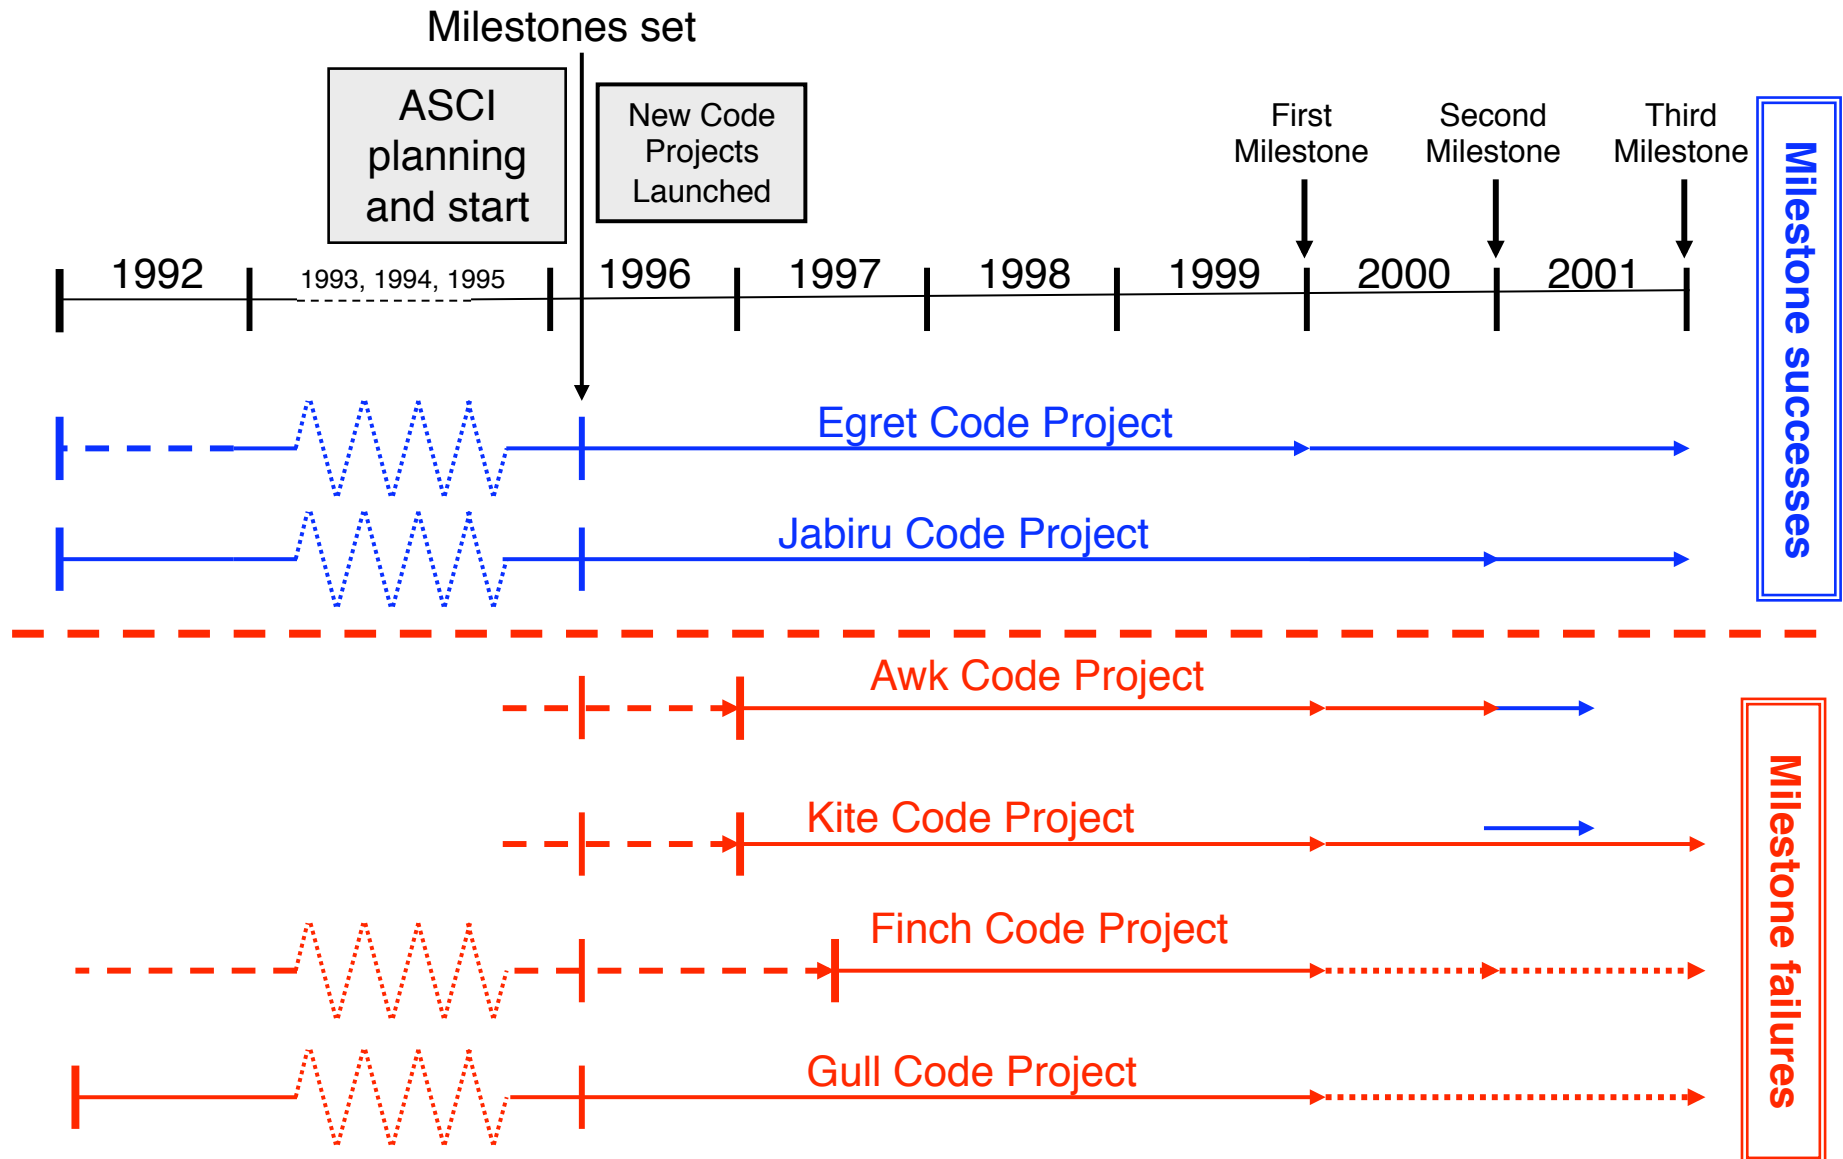 Milestones set
ASCI
planning
and start
New Code
Projects
Launched
First
Milestone
Second
Milestone
Third
Milestone
1992
1993, 1994, 1995
1996
1997
1998
1999
2000
2001
Milestone successes
Egret Code Project
Jabiru Code Project
Awk Code Project
Kite Code Project
Finch Code Project
Gull Code Project
Milestone failures